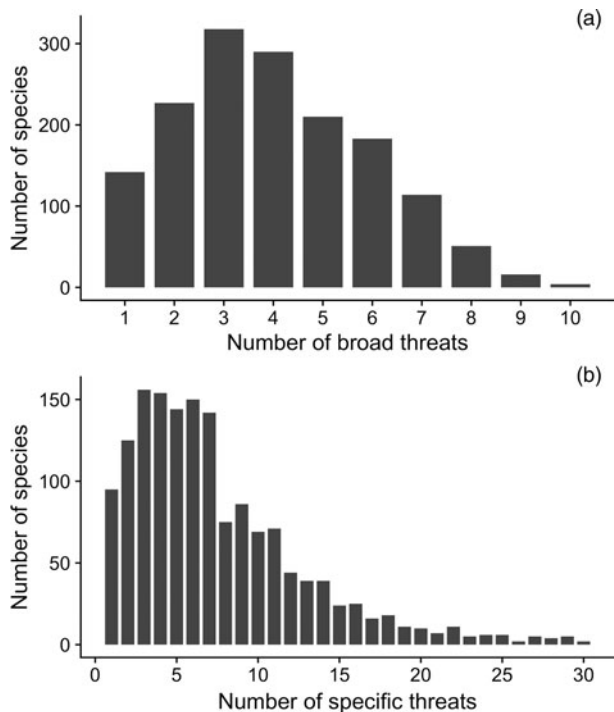 (a)
Number of species
300
200
100
0
1 2 3 4 5 6 7 8 9 10
Number of broad threats
(b)
Number of species
150
100
50
0
0 5 10 15 20 25 30
Number of specific threats